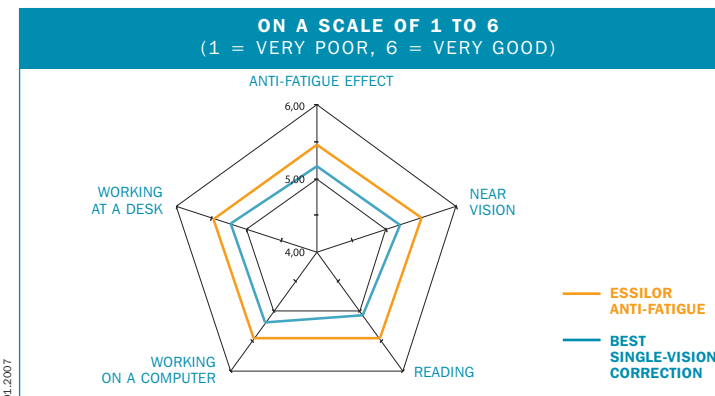 ON A SCALE OF 1 TO 6
(1 = VERY POOR, 6 = VERY GOOD)
ANTI-FATIGUE EFFECT
6,00
5,00
4,00
WORKING
AT A DESK
NEAR
VISION
ESSILOR
ANTI-FATIGUE
BEST
SINGLE-VISION
CORRECTION
WORKING
ON A COMPUTER
READING